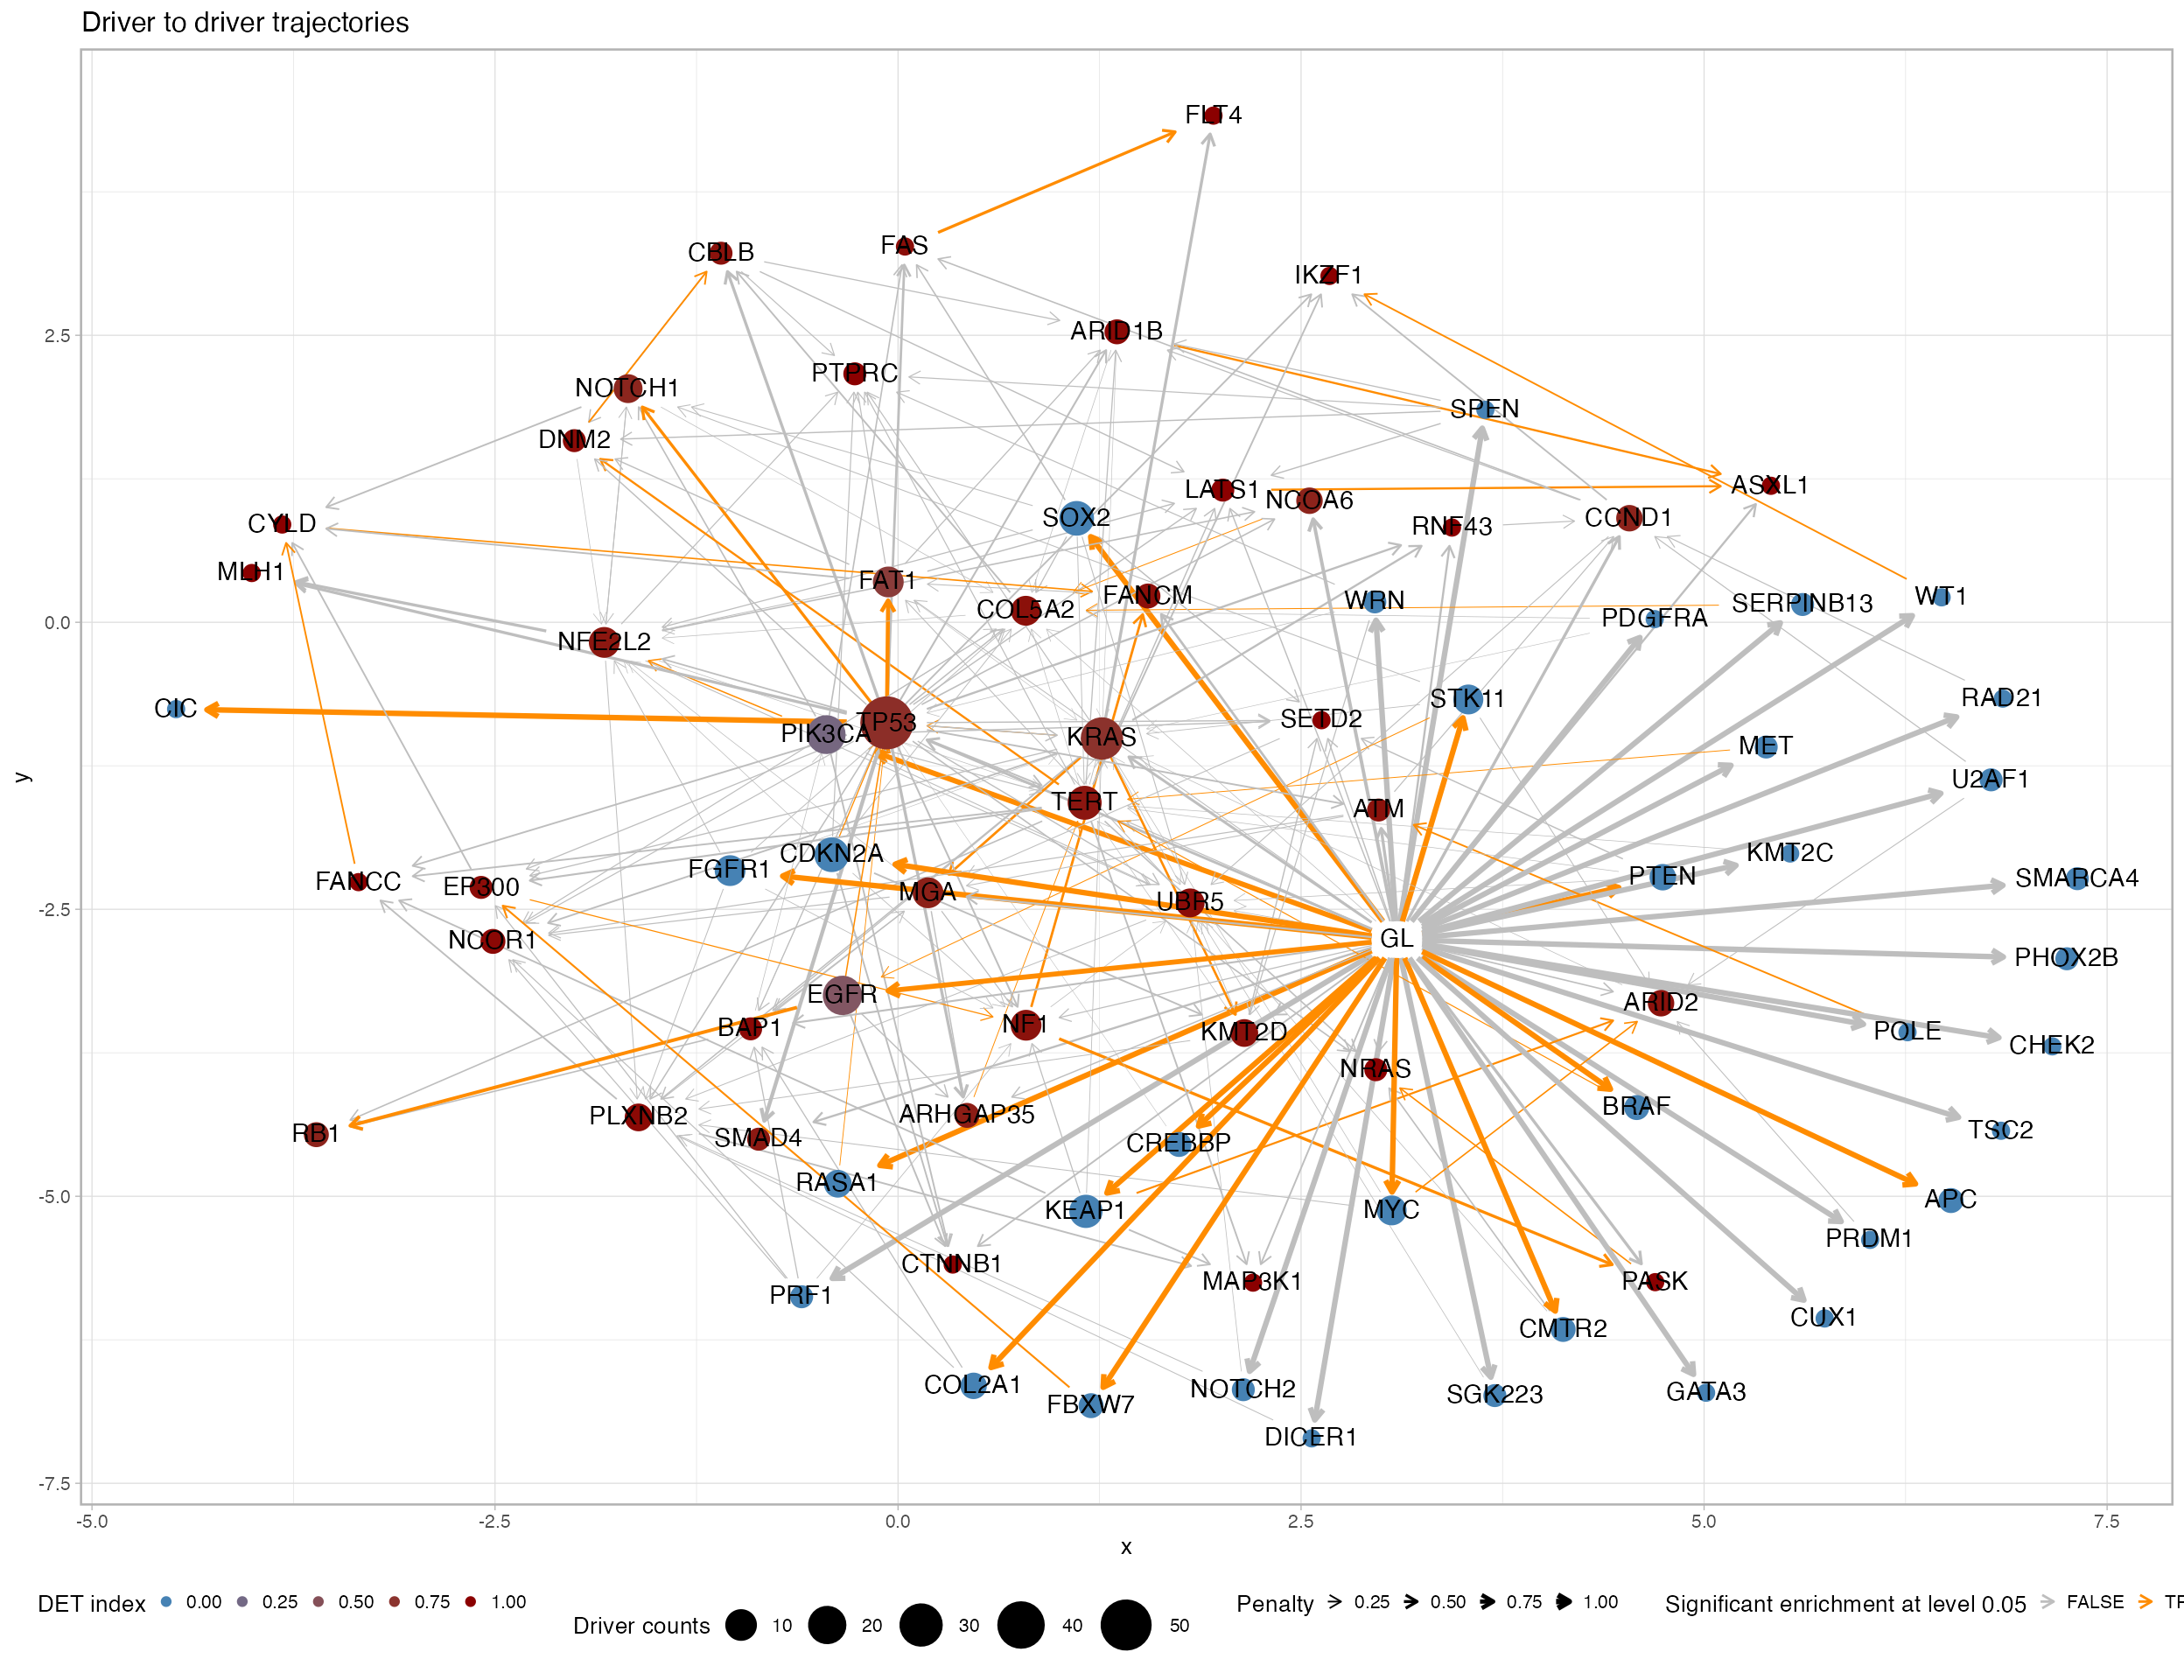 Driver to driver trajectories
FLT4
CBLB
FAS
IKZF1
ARID1B
PTPRC
NOTCH1
SPEN
DNM2
LATS1
NCOA6
ASXL1
CYLD
SOX2
RNF43
CCND1
MLH1
FAT1
COL5A2
FANCM
WRN
PDGFRA
SERPINB13
WT1
NFE2L2
CIC
PIK3CA
TP53
KRAS
SETD2
STK11
RAD21
MET
U2AF1
TERT
ATM
FANCC
EP300
FGFR1
CDKN2A
MGA
UBR5
PTEN
KMT2C
SMARCA4
NCOR1
GL
PHOX2B
EGFR
BAP1
NF1
KMT2D
ARID2
POLE
CHEK2
NRAS
RB1
PLXNB2
SMAD4
ARHGAP35
CREBBP
BRAF
TSC2
RASA1
KEAP1
MYC
APC
PRDM1
CTNNB1
PRF1
MAP3K1
PASK
CMTR2
CUX1
COL2A1
FBXW7
NOTCH2
SGK223
GATA3
DICER1
2.5
0.0
-2.5
-5.0
-7.5
y
-5.0 -2.5 0.0 2.5 5.0 7.5
x
DET index 0.00 0.25 0.50 0.75 1.00
Driver counts 10 20 30 40 50
Penalty 0.25 0.50 0.75 1.00
Significant enrichment at level 0.05 FALSE